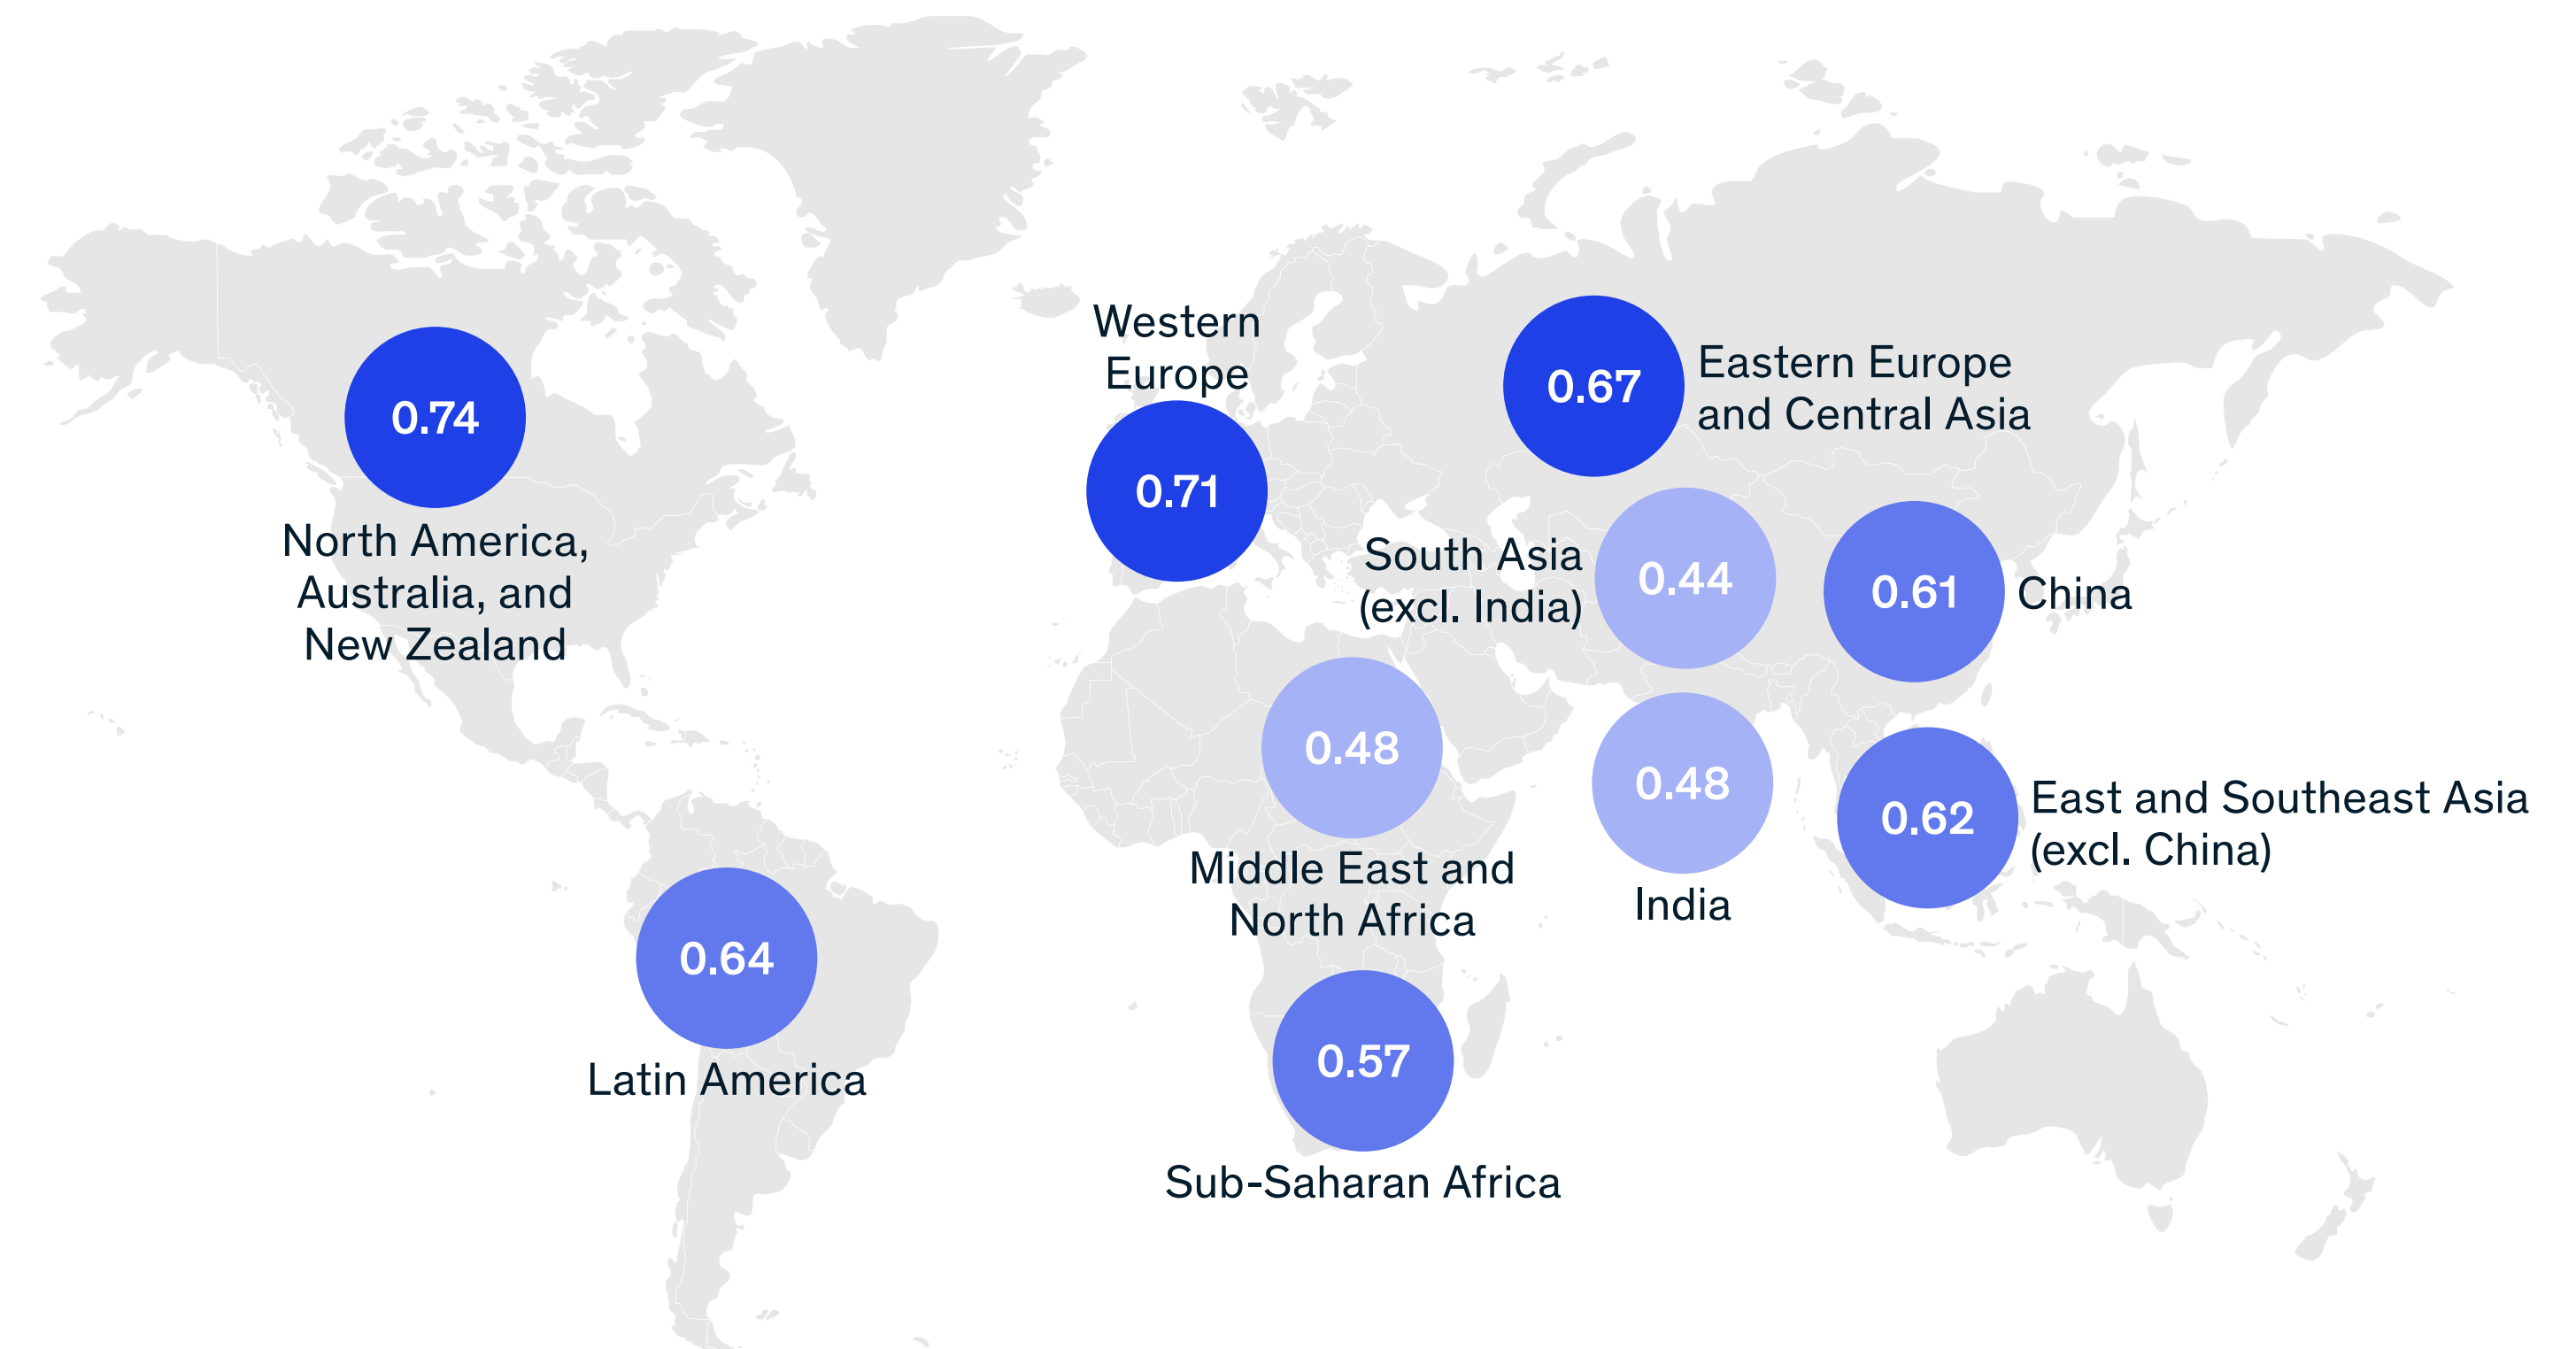 0.74
North America,
Australia, and
New Zealand
Western
Europe
0.71
0.67
Eastern Europe
and Central Asia
South Asia
(excl. India)
0.44
0.61
China
0.48
Middle East and
North Africa
0.48
India
0.62
East and Southeast Asia
(excl. China)
0.64
Latin America
0.57
Sub-Saharan Africa